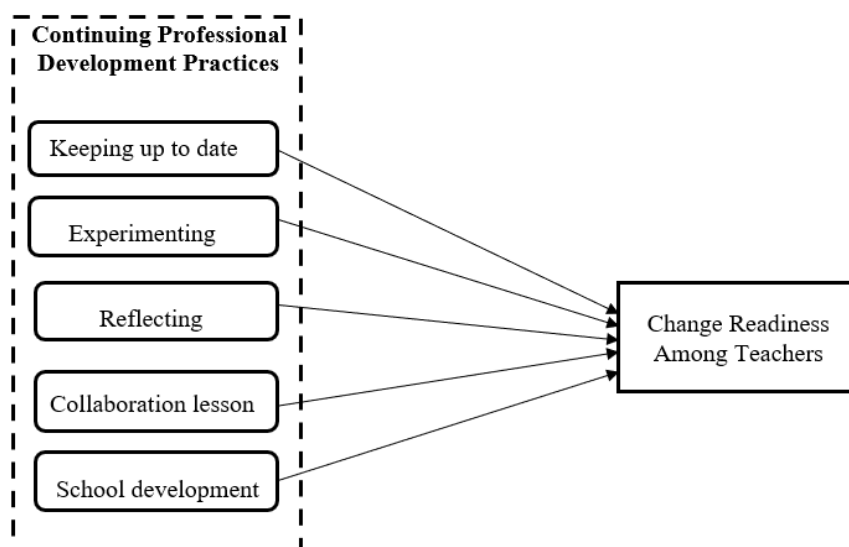 Continuing Professional
Development Practices
Keeping up to date
Experimenting
Reflecting
Collaboration lesson
School development
Change Readiness
Among Teachers